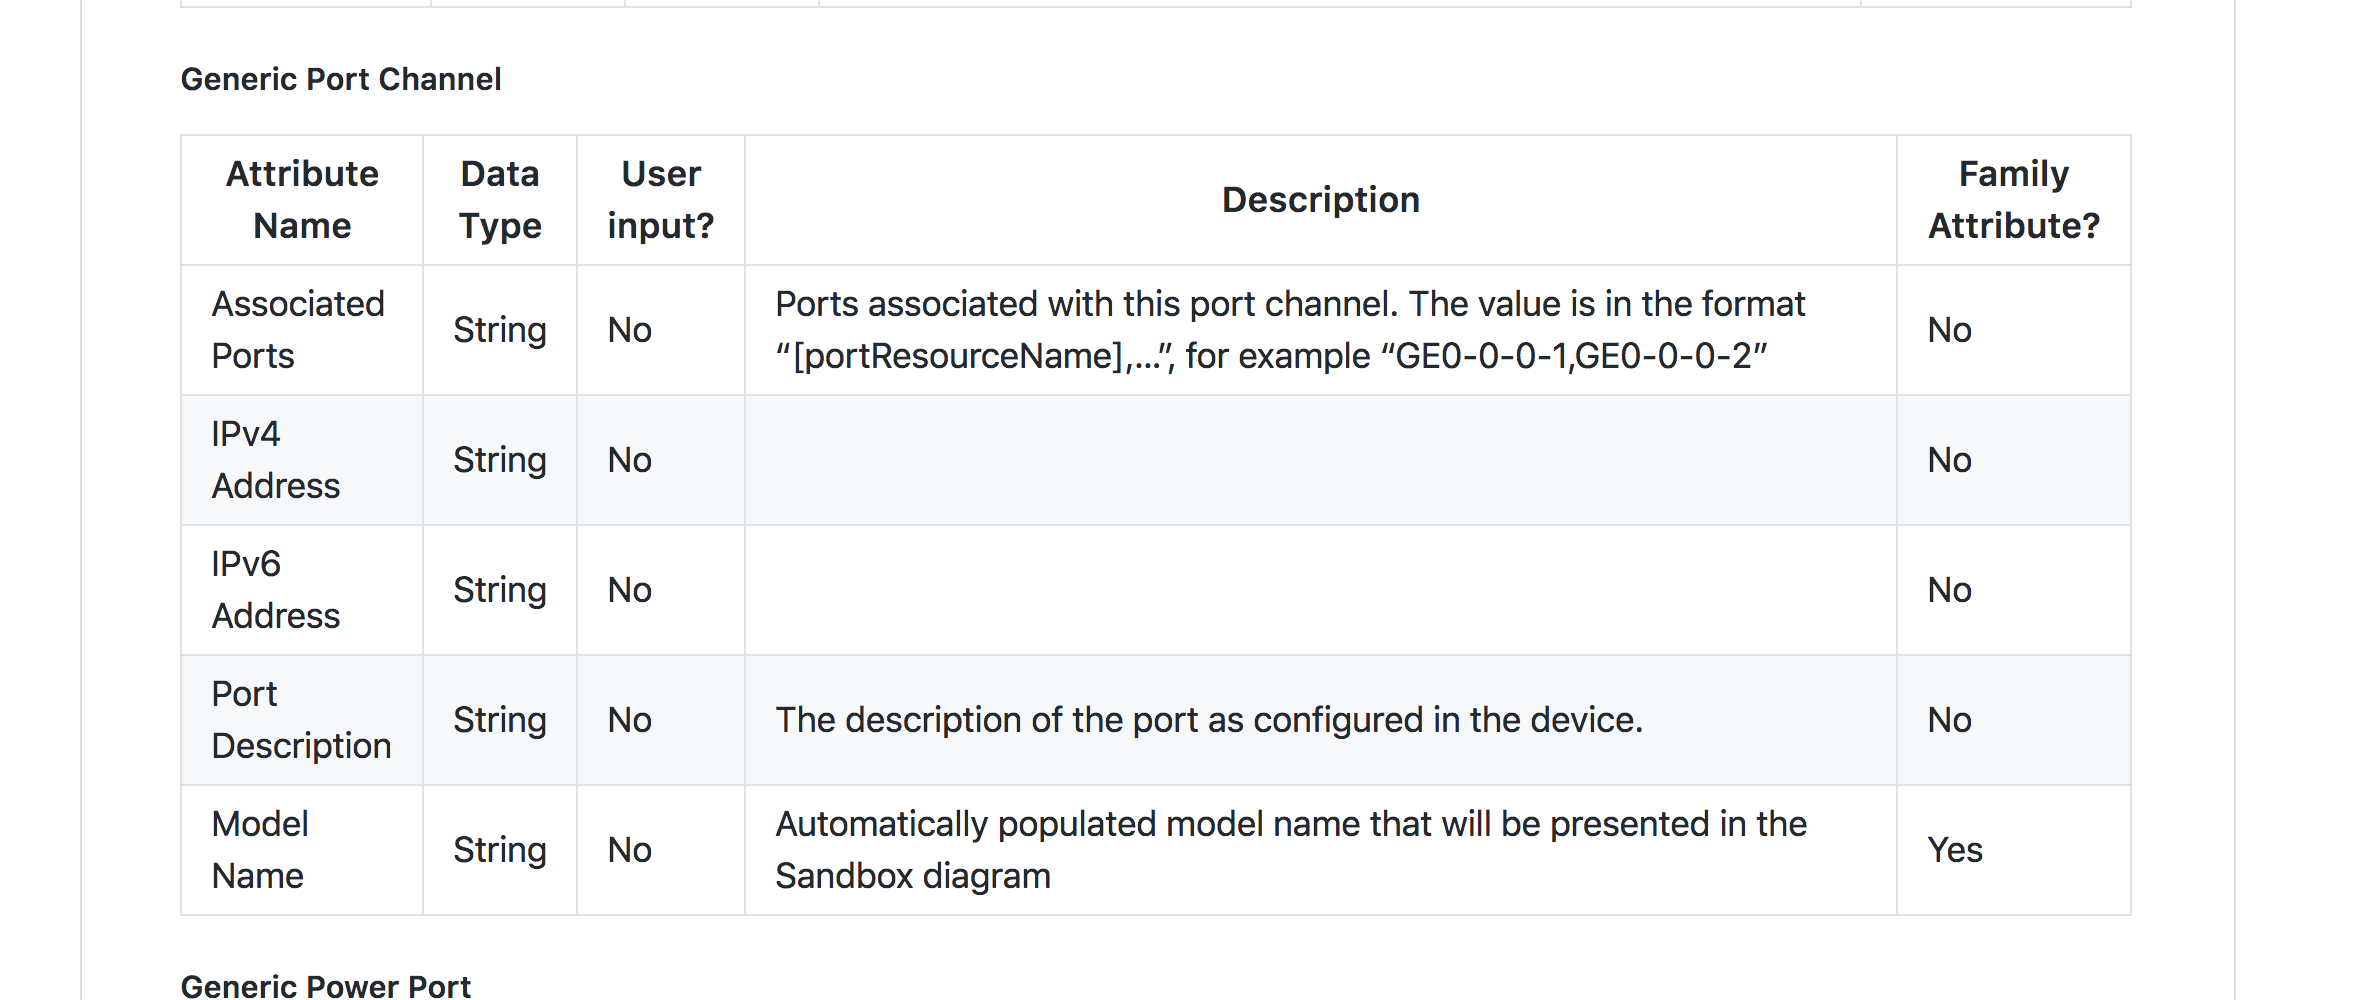 Generic Port Channel
Attribute Name | Data Type | User input? | Description | Family Attribute?
Associated Ports | String | No | Ports associated with this port channel. The value is in the format “[portResourceName],...”, for example “GE0-0-0-1,GE0-0-0-2” | No
IPv4 Address | String | No | | No
IPv6 Address | String | No | | No
Port Description | String | No | The description of the port as configured in the device. | No
Model Name | String | No | Automatically populated model name that will be presented in the Sandbox diagram | Yes
Generic Power Port